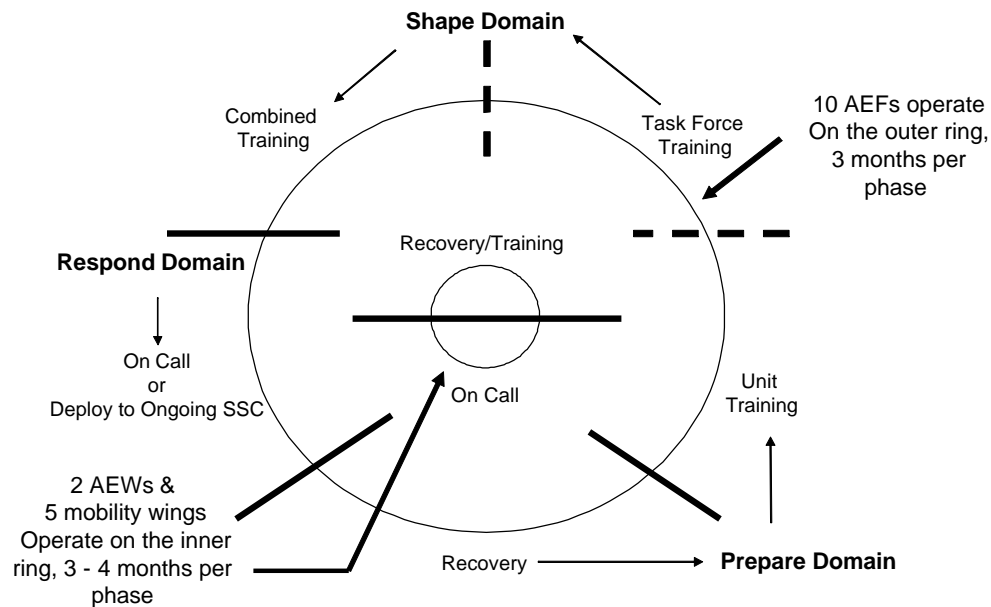 Shape Domain
Combined
Training
Task Force
Training
10 AEFs operate
On the outer ring,
3 months per
phase
Recovery/Training
Respond Domain
On Call
or
Deploy to Ongoing SSC
On Call
Unit
Training
2 AEWs &
5 mobility wings
Operate on the inner
ring, 3 - 4 months per
phase
Recovery
Prepare Domain